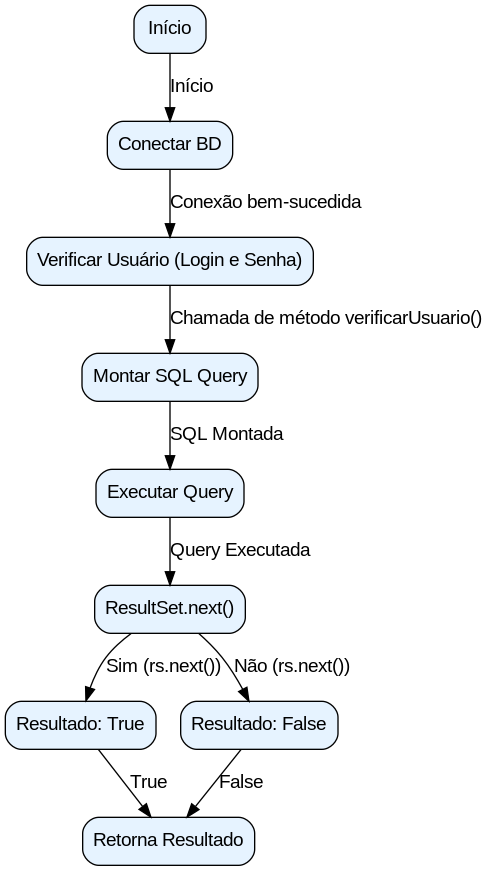 Início
Início
Conectar BD
Conexão bem-sucedida
Verificar Usuário (Login e Senha)
Chamada de método verificarUsuario()
Montar SQL Query
SQL Montada
Executar Query
Query Executada
ResultSet.next()
Sim (rs.next())
Não (rs.next())
Resultado: True
Resultado: False
True
False
Retorna Resultado